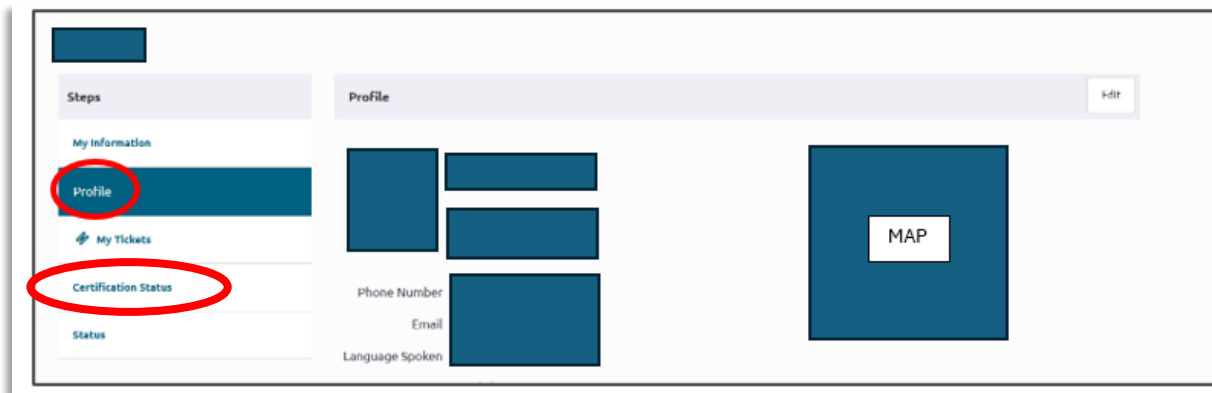 Steps
Profile
Edit
My Information
Profile
My Tickets
MAP
Certification Status
Phone Number
Email
Status
Language Spoken